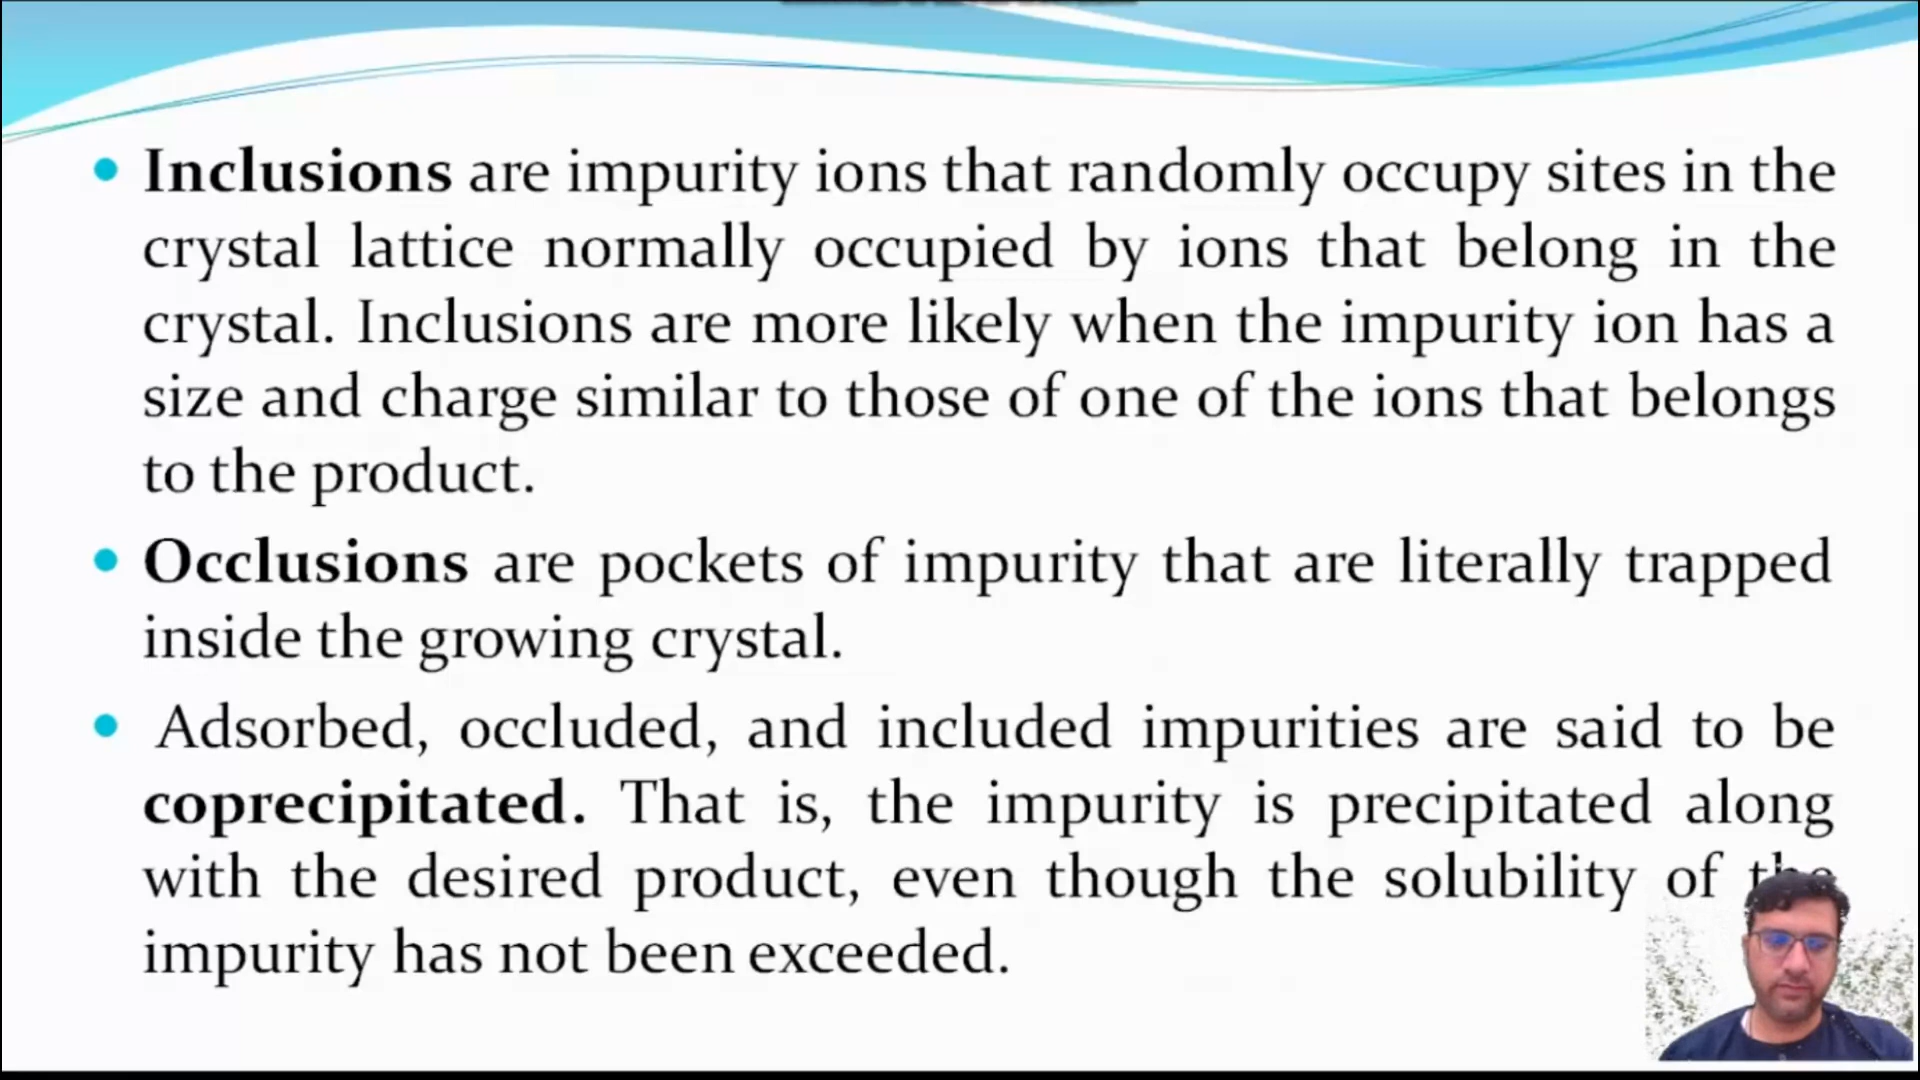 Inclusions are impurity ions that randomly occupy sites in the
crystal lattice normally occupied by ions that belong in the
crystal. Inclusions are more likely when the impurity ion has a
size and charge similar to those of one of the ions that belongs
to the product.
Occlusions are pockets of impurity that are literally trapped
inside the growing crystal.
Adsorbed, occluded, and included impurities are said to be
coprecipitated. That is, the impurity is precipitated along
with the desired product, even though the solubility of the
impurity has not been exceeded.